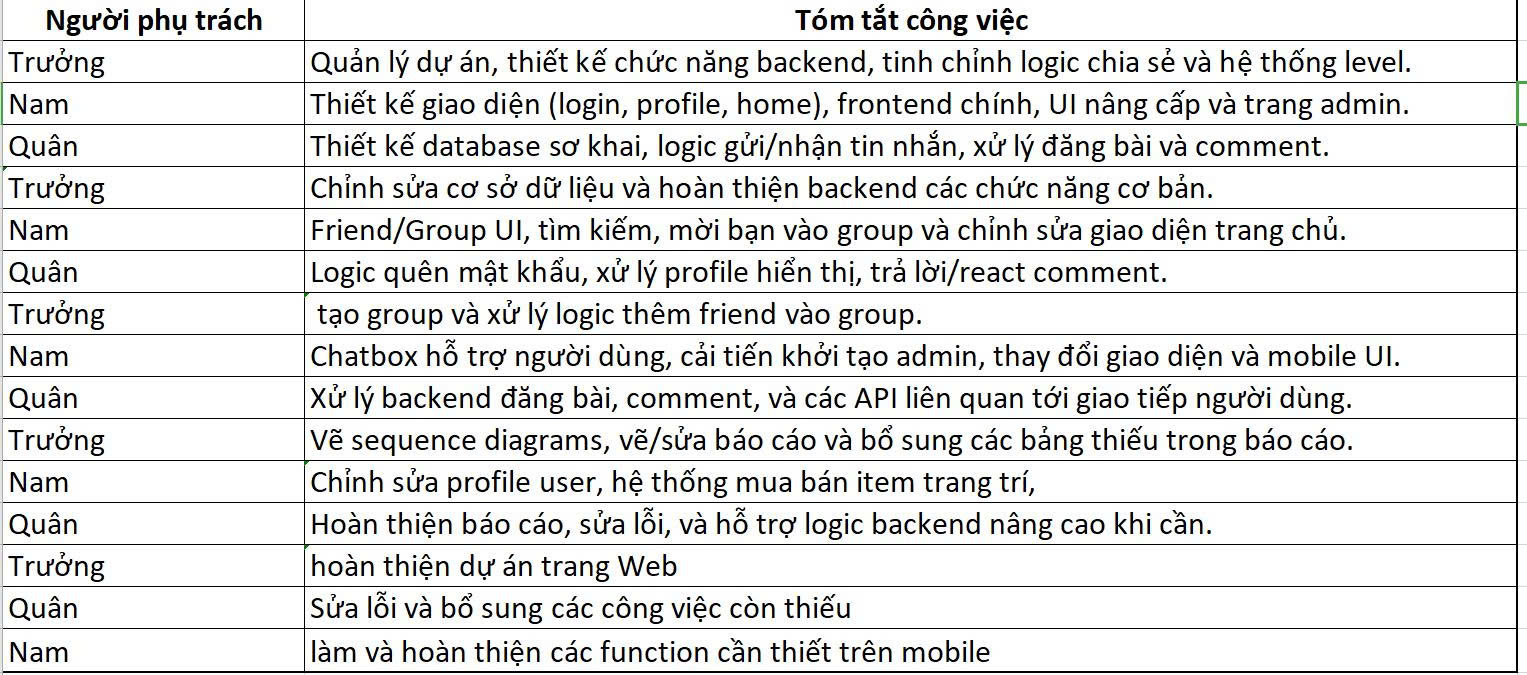 Người phụ trách Tóm tắt công việc
Trưởng Quản lý dự án, thiết kế chức năng backend, tinh chỉnh logic chia sẻ và hệ thống level.
Nam Thiết kế giao diện (login, profile, home), frontend chính, UI nâng cấp và trang admin.
Quân Thiết kế database sơ khai, logic gửi/nhận tin nhắn, xử lý đăng bài và comment.
Trưởng Chỉnh sửa cơ sở dữ liệu và hoàn thiện backend các chức năng cơ bản.
Nam Friend/Group UI, tìm kiếm, mời bạn vào group và chỉnh sửa giao diện trang chủ.
Quân Logic quên mật khẩu, xử lý profile hiển thị, trả lời/react comment.
Trưởng tạo group và xử lý logic thêm friend vào group.
Nam Chatbox hỗ trợ người dùng, cải tiến khởi tạo admin, thay đổi giao diện và mobile UI.
Quân Xử lý backend đăng bài, comment, và các API liên quan tới giao tiếp người dùng.
Trưởng Vẽ sequence diagrams, vẽ/sửa báo cáo và bổ sung các bảng thiếu trong báo cáo.
Nam Chỉnh sửa profile user, hệ thống mua bán item trang trí,
Quân Hoàn thiện báo cáo, sửa lỗi, và hỗ trợ logic backend nâng cao khi cần.
Trưởng hoàn thiện dự án trang Web
Quân Sửa lỗi và bổ sung các công việc còn thiếu
Nam làm và hoàn thiện các function cần thiết trên mobile